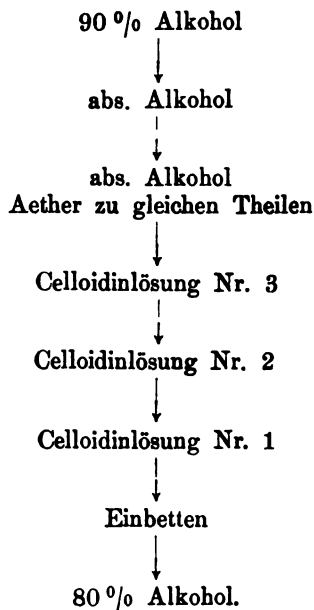 90 % Alkohol
abs. Alkohol
abs. Alkohol
Aether zu gleichen Theilen
Celloidinlösung Nr. 3
Celloidinlösung Nr. 2
Celloidinlösung Nr. 1
Einbetten
80 % Alkohol.